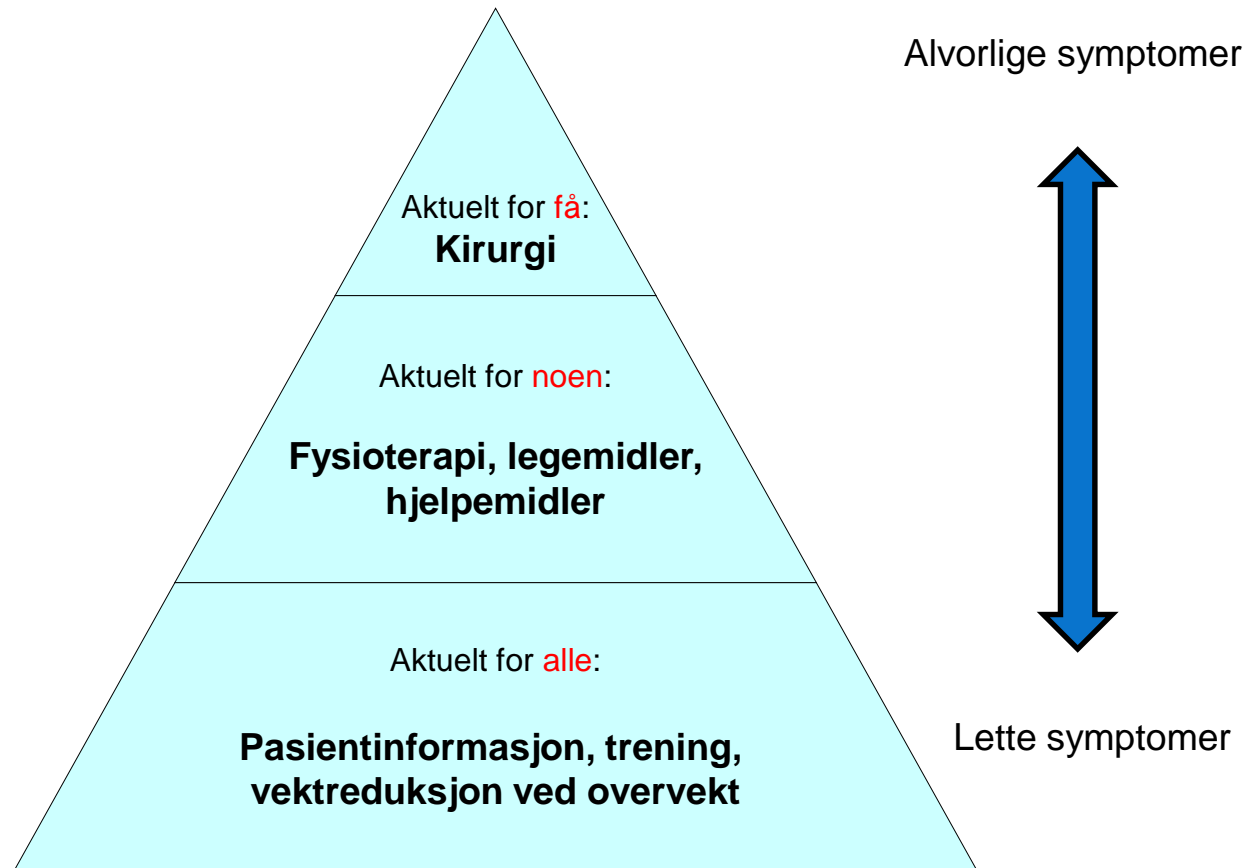 Alvorlige symptomer
Aktuelt for få:
Kirurgi
Aktuelt for noen:
Fysioterapi, legemidler,
hjelpemidler
Aktuelt for alle:
Pasientinformasjon, trening,
vektreduksjon ved overvekt
Lette symptomer